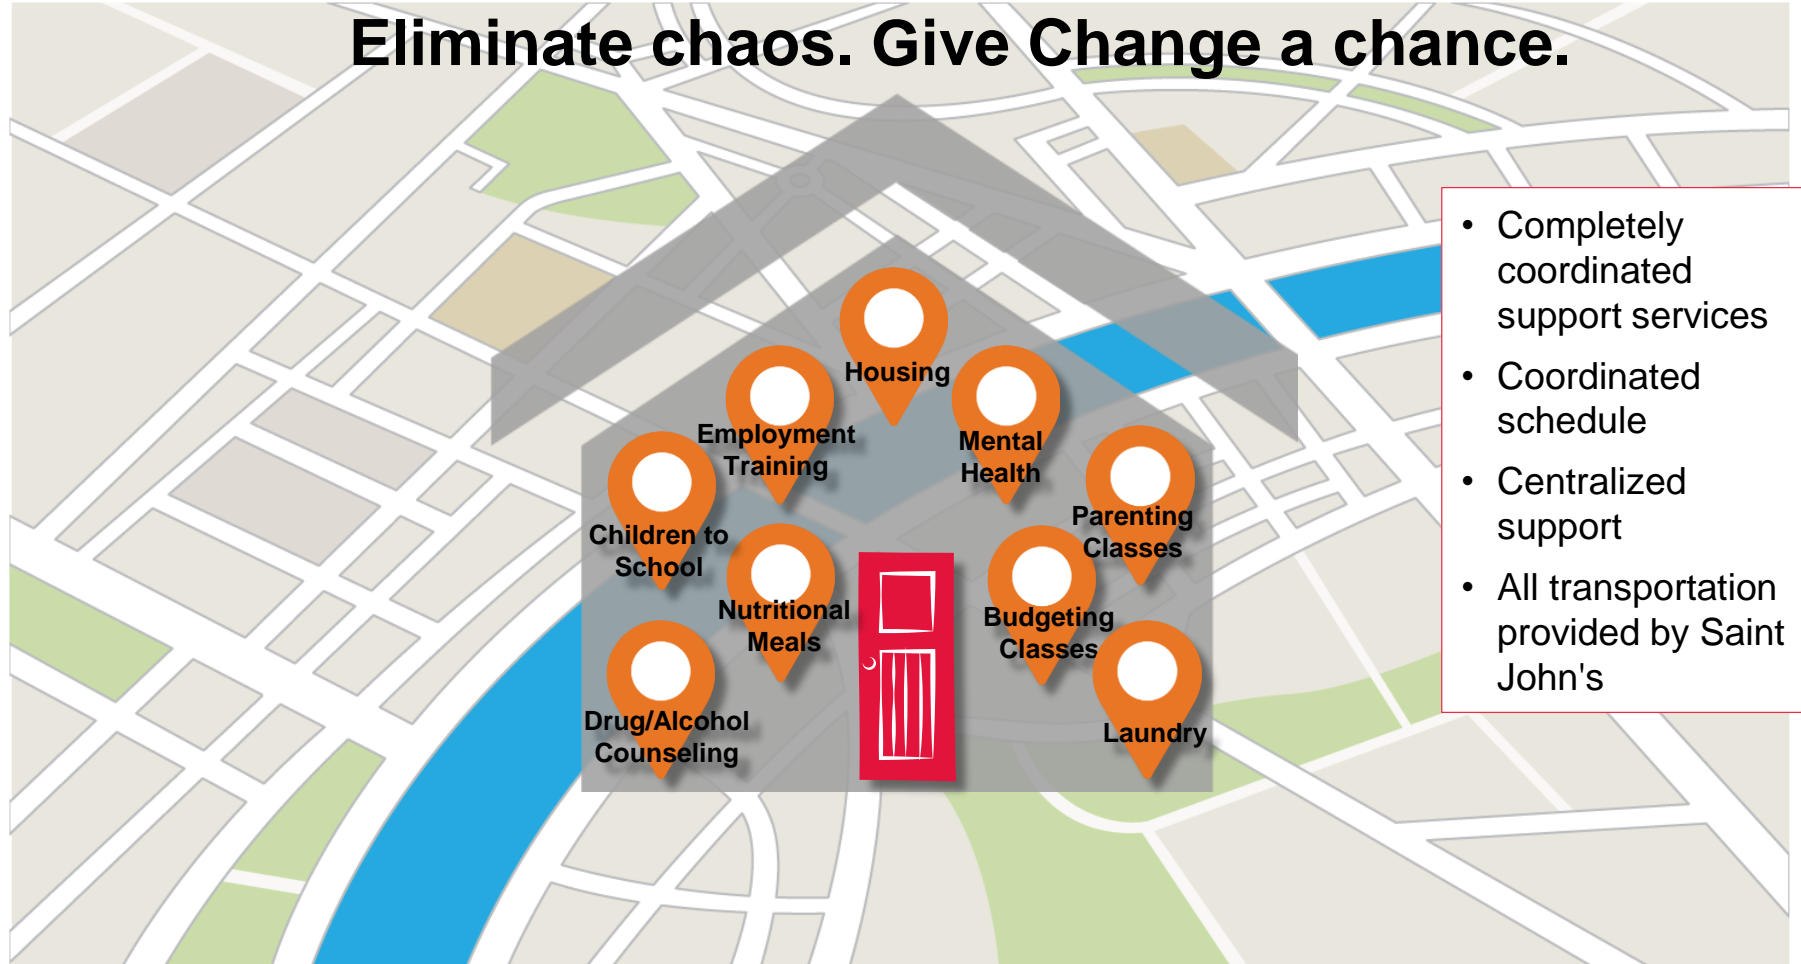 Eliminate chaos. Give Change a chance.
Housing
Employment
Training
Mental
Health
Children to
School
Parenting
Classes
Nutritional
Meals
Budgeting
Classes
Drug/Alcohol
Counseling
Laundry
• Completely
coordinated
support services
• Coordinated
schedule
• Centralized
support
• All transportation
provided by Saint
John's